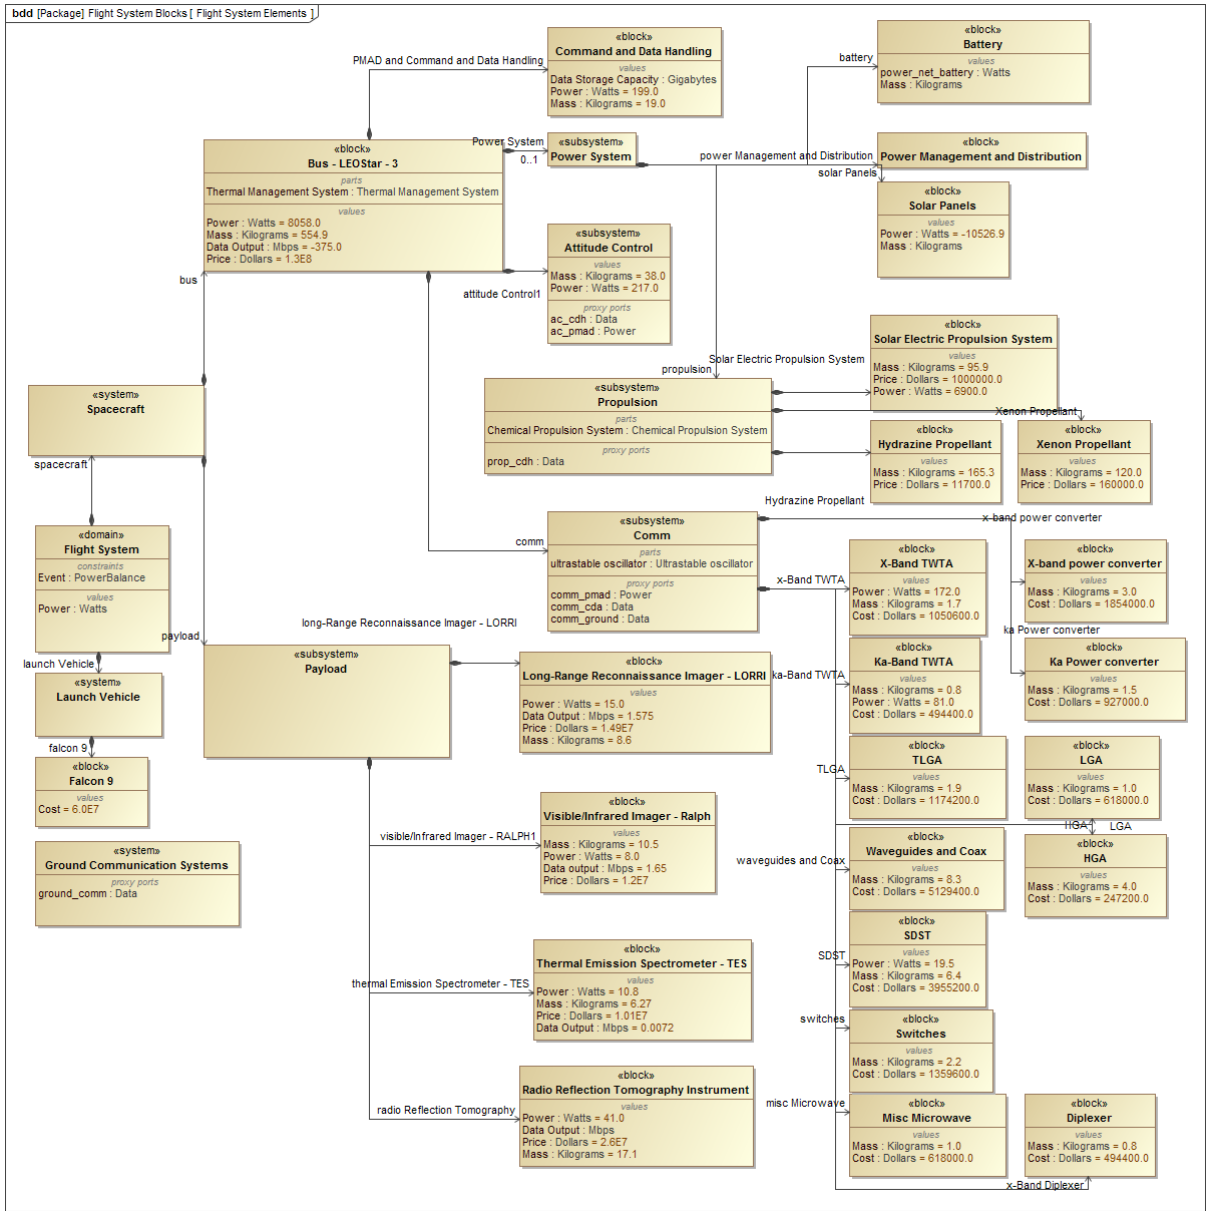 bdd [Package] Flight System Blocks [ Flight System Elements ]
«block»
Command and Data Handling
values
Data Storage Capacity : Gigabytes
Power : Watts = 199.0
Mass : Kilograms = 19.0
PMAD and Command and Data Handling
«block»
Battery
values
power_net_battery : Watts
Mass : Kilograms
battery
«block»
Bus - LEOStar - 3
parts
Thermal Management System : Thermal Management System
values
Power : Watts = 8058.0
Mass : Kilograms = 554.9
Data Output : Mbps = -375.0
Price : Dollars = 1.3E8
Power System
0..1
«subsystem»
Power System
power Management and Distribution
«block»
Power Management and Distribution
solar Panels
«block»
Solar Panels
values
Power : Watts = -10526.9
Mass : Kilograms
«subsystem»
Attitude Control
values
Mass : Kilograms = 38.0
Power : Watts = 217.0
proxy ports
ac_cdh : Data
ac_pmad : Power
attitude Control1
bus
«block»
Solar Electric Propulsion System
values
Mass : Kilograms = 95.9
Price : Dollars = 1000000.0
Power : Watts = 6900.0
Solar Electric Propulsion System
propulsion
«subsystem»
Propulsion
parts
Chemical Propulsion System : Chemical Propulsion System
proxy ports
prop_cdh : Data
Xenon Propellant
«block»
Hydrazine Propellant
values
Mass : Kilograms = 165.3
Price : Dollars = 11700.0
Hydrazine Propellant
«block»
Xenon Propellant
values
Mass : Kilograms = 120.0
Price : Dollars = 160000.0
«system»
Spacecraft
spacecraft
«domain»
Flight System
constraints
Event : PowerBalance
values
Power : Watts
launch Vehicle
«system»
Launch Vehicle
falcon 9
«block»
Falcon 9
values
Cost = 6.0E7
«system»
Ground Communication Systems
proxy ports
ground_comm : Data
comm
«subsystem»
Comm
parts
ultrastable oscillator : Ultrastable oscillator
proxy ports
comm_pmad : Power
comm_cda : Data
comm_ground : Data
x-band power converter
x-Band TWTA
«block»
X-Band TWTA
values
Power : Watts = 172.0
Mass : Kilograms = 1.7
Cost : Dollars = 1050600.0
«block»
X-band power converter
values
Mass : Kilograms = 3.0
Cost : Dollars = 1854000.0
ka Power converter
payload
long-Range Reconnaissance Imager - LORRI
«subsystem»
Payload
«block»
Long-Range Reconnaissance Imager - LORRI
values
Power : Watts = 15.0
Data Output : Mbps = 1.575
Price : Dollars = 1.49E7
Mass : Kilograms = 8.6
ka-Band TWTA
«block»
Ka-Band TWTA
values
Mass : Kilograms = 0.8
Power : Watts = 81.0
Cost : Dollars = 494400.0
«block»
Ka Power converter
values
Mass : Kilograms = 1.5
Cost : Dollars = 927000.0
TLGA
«block»
TLGA
values
Mass : Kilograms = 1.9
Cost : Dollars = 1174200.0
«block»
LGA
values
Mass : Kilograms = 1.0
Cost : Dollars = 618000.0
HGA
LGA
visible/Infrared Imager - RALPH1
«block»
Visible/Infrared Imager - Ralph
values
Mass : Kilograms = 10.5
Power : Watts = 8.0
Data output : Mbps = 1.65
Price : Dollars = 1.2E7
waveguides and Coax
«block»
Waveguides and Coax
values
Mass : Kilograms = 8.3
Cost : Dollars = 5129400.0
«block»
HGA
values
Mass : Kilograms = 4.0
Cost : Dollars = 247200.0
SDST
«block»
SDST
values
Power : Watts = 19.5
Mass : Kilograms = 6.4
Cost : Dollars = 3955200.0
thermal Emission Spectrometer - TES
«block»
Thermal Emission Spectrometer - TES
values
Power : Watts = 10.8
Mass : Kilograms = 6.27
Price : Dollars = 1.01E7
Data Output : Mbps = 0.0072
switches
«block»
Switches
values
Mass : Kilograms = 2.2
Cost : Dollars = 1359600.0
radio Reflection Tomography
«block»
Radio Reflection Tomography Instrument
values
Power : Watts = 41.0
Data Output : Mbps
Price : Dollars = 2.6E7
Mass : Kilograms = 17.1
misc Microwave
«block»
Misc Microwave
values
Mass : Kilograms = 1.0
Cost : Dollars = 618000.0
«block»
Diplexer
values
Mass : Kilograms = 0.8
Cost : Dollars = 494400.0
x-Band Diplexer